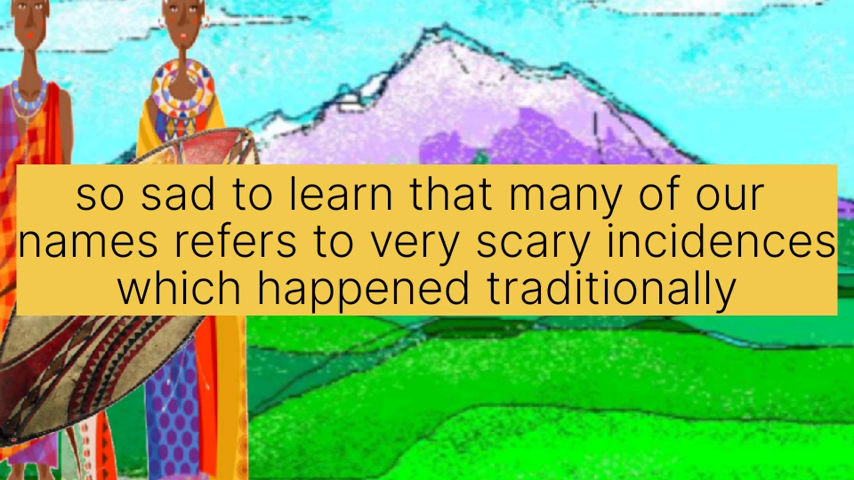 so sad to learn that many of our
names refers to very scary incidences
which happened traditionally